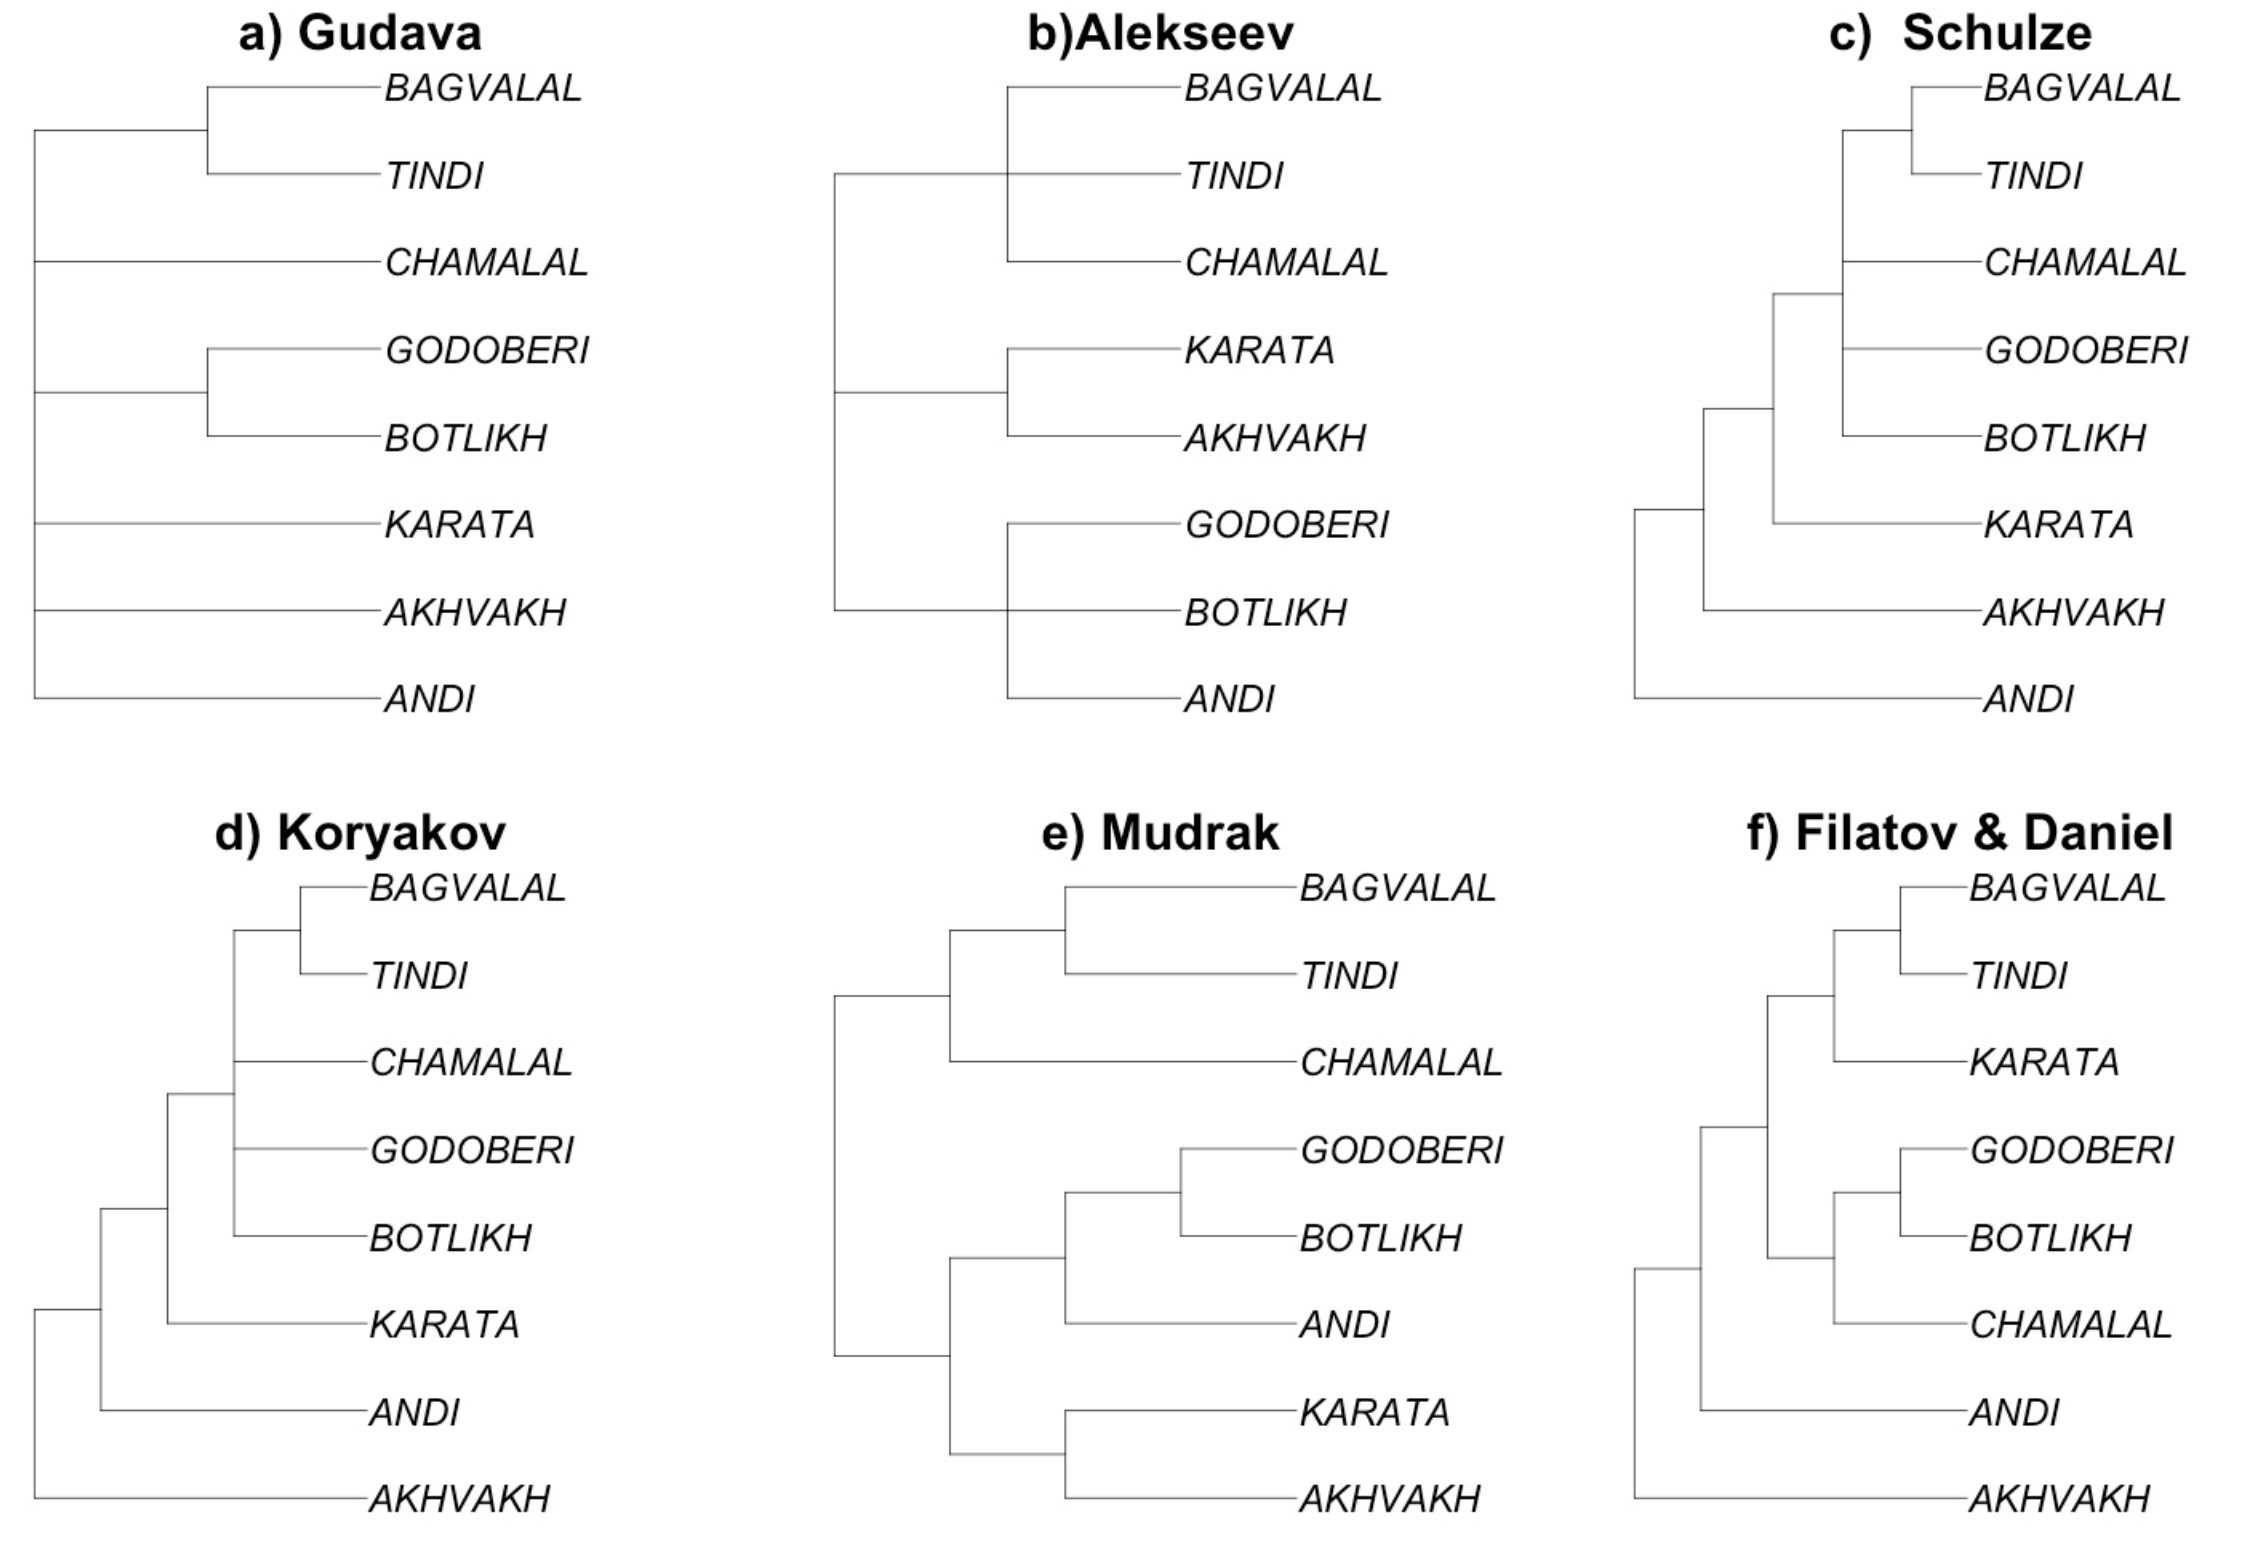 a) Gudava
BAGVALAL
TINDI
CHAMALAL
GODOBERI
BOTLIKH
KARATA
AKHVAKH
ANDI
b)Alekseev
BAGVALAL
TINDI
CHAMALAL
KARATA
AKHVAKH
GODOBERI
BOTLIKH
ANDI
c) Schulze
BAGVALAL
TINDI
CHAMALAL
GODOBERI
BOTLIKH
KARATA
AKHVAKH
ANDI
d) Koryakov
BAGVALAL
TINDI
CHAMALAL
GODOBERI
BOTLIKH
KARATA
ANDI
AKHVAKH
e) Mudrak
BAGVALAL
TINDI
CHAMALAL
GODOBERI
BOTLIKH
ANDI
KARATA
AKHVAKH
f) Filatov & Daniel
BAGVALAL
TINDI
KARATA
GODOBERI
BOTLIKH
CHAMALAL
ANDI
AKHVAKH